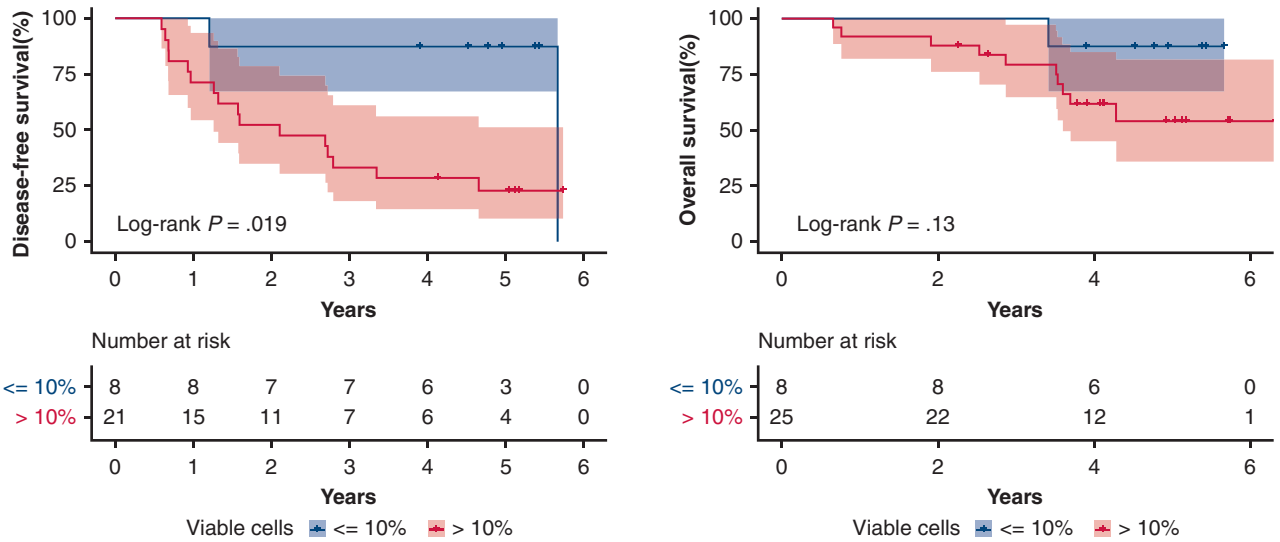 Disease-free survival(%)
100
75
50
25
0
Log-rank P = .019
0 1 2 3 4 5 6
Years
Number at risk
<= 10% 8 8 7 7 6 3 0
> 10% 21 15 11 7 6 4 0
0 1 2 3 4 5 6
Years
Viable cells <= 10% > 10%
Overall survival(%)
100
75
50
25
0
Log-rank P = .13
0 2 4 6
Years
Number at risk
<= 10% 8 8 6 0
> 10% 25 22 12 1
0 2 4 6
Years
Viable cells <= 10% > 10%